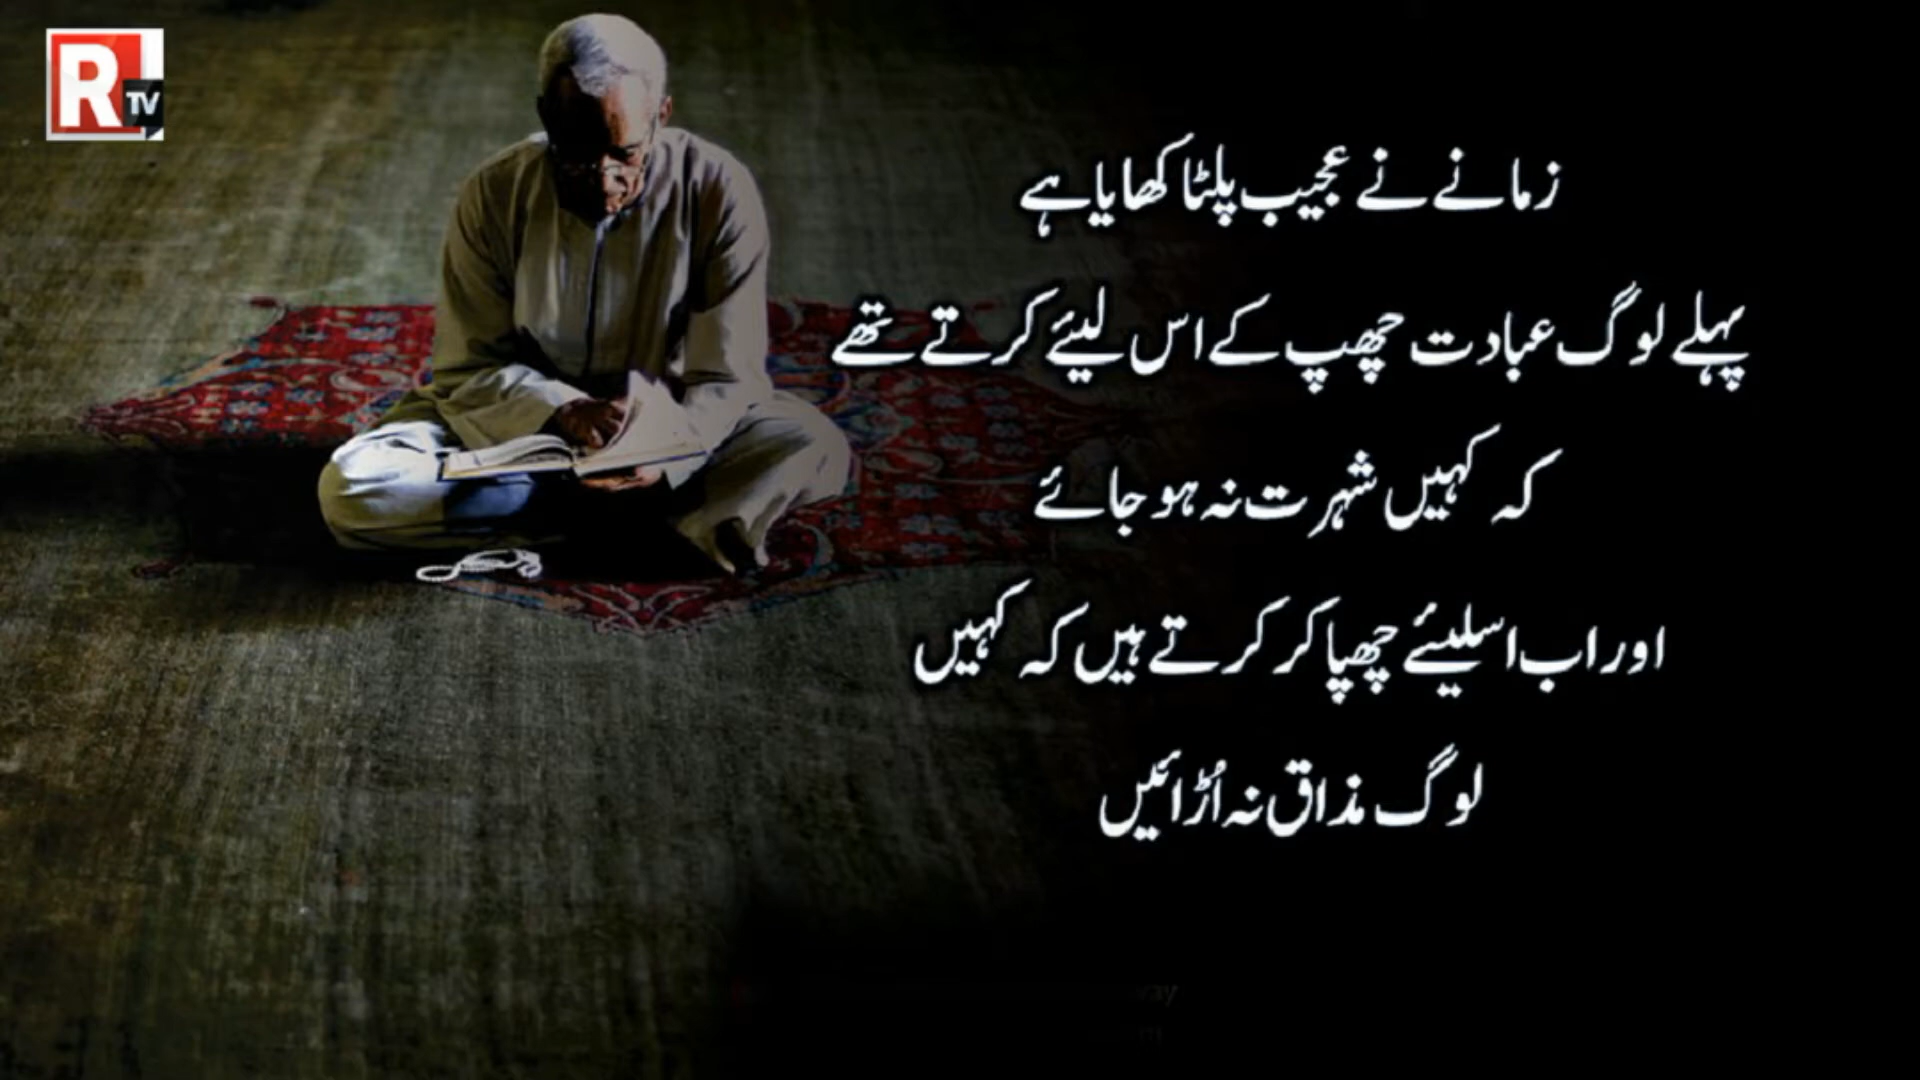 R TV
زمانے نے عجیب پلٹا کھایا ہے
پہلے لوگ عبادت چھپ کے اس لیئے کرتے تھے
کہ کہیں شہرت نہ ہو جائے
اور اب اسلیئے چھپا کر کرتے ہیں کہ کہیں
لوگ مذاق نہ اُڑائیں